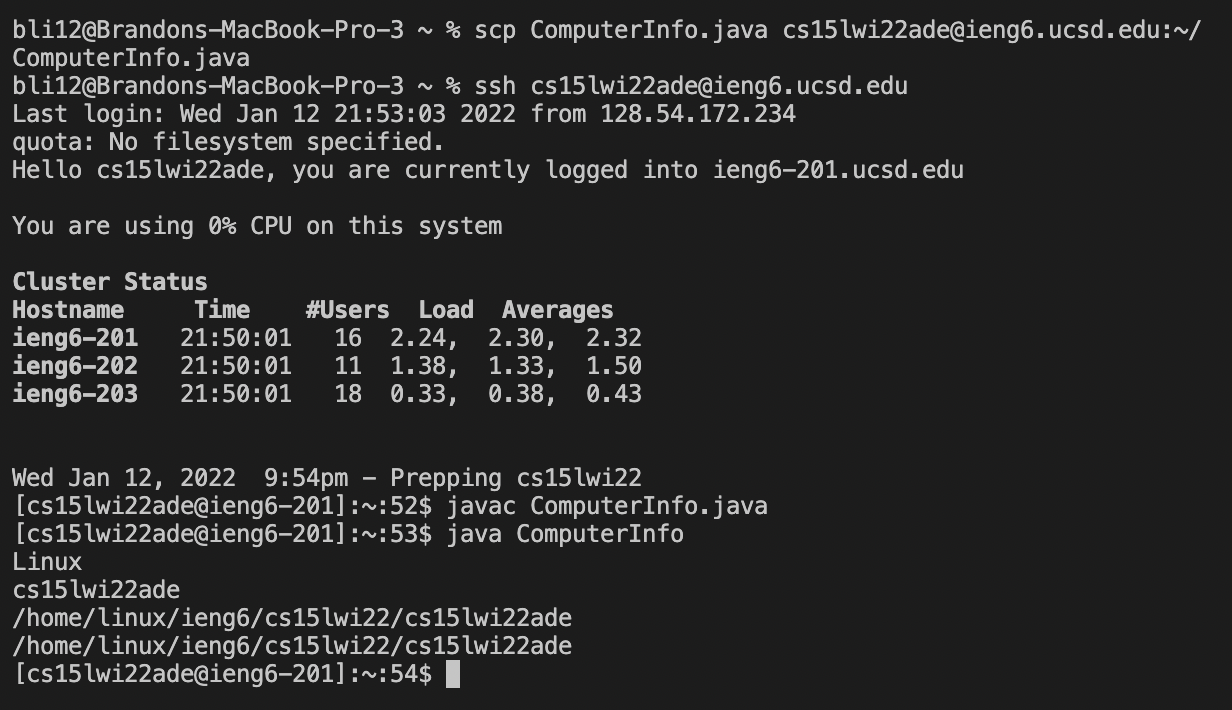 bli12@Brandons-MacBook-Pro-3 ~ % scp ComputerInfo.java cs15lwi22ade@ieng6.ucsd.edu:~/
ComputerInfo.java
bli12@Brandons-MacBook-Pro-3 ~ % ssh cs15lwi22ade@ieng6.ucsd.edu
Last login: Wed Jan 12 21:53:03 2022 from 128.54.172.234
quota: No filesystem specified.
Hello cs15lwi22ade, you are currently logged into ieng6-201.ucsd.edu
You are using 0% CPU on this system
Cluster Status
Hostname     Time    #Users  Load  Averages
ieng6-201   21:50:01   16  2.24,  2.30,  2.32
ieng6-202   21:50:01   11  1.38,  1.33,  1.50
ieng6-203   21:50:01   18  0.33,  0.38,  0.43
Wed Jan 12, 2022  9:54pm - Prepping cs15lwi22
[cs15lwi22ade@ieng6-201]:~:52$ javac ComputerInfo.java
[cs15lwi22ade@ieng6-201]:~:53$ java ComputerInfo
Linux
cs15lwi22ade
/home/linux/ieng6/cs15lwi22/cs15lwi22ade
/home/linux/ieng6/cs15lwi22/cs15lwi22ade
[cs15lwi22ade@ieng6-201]:~:54$